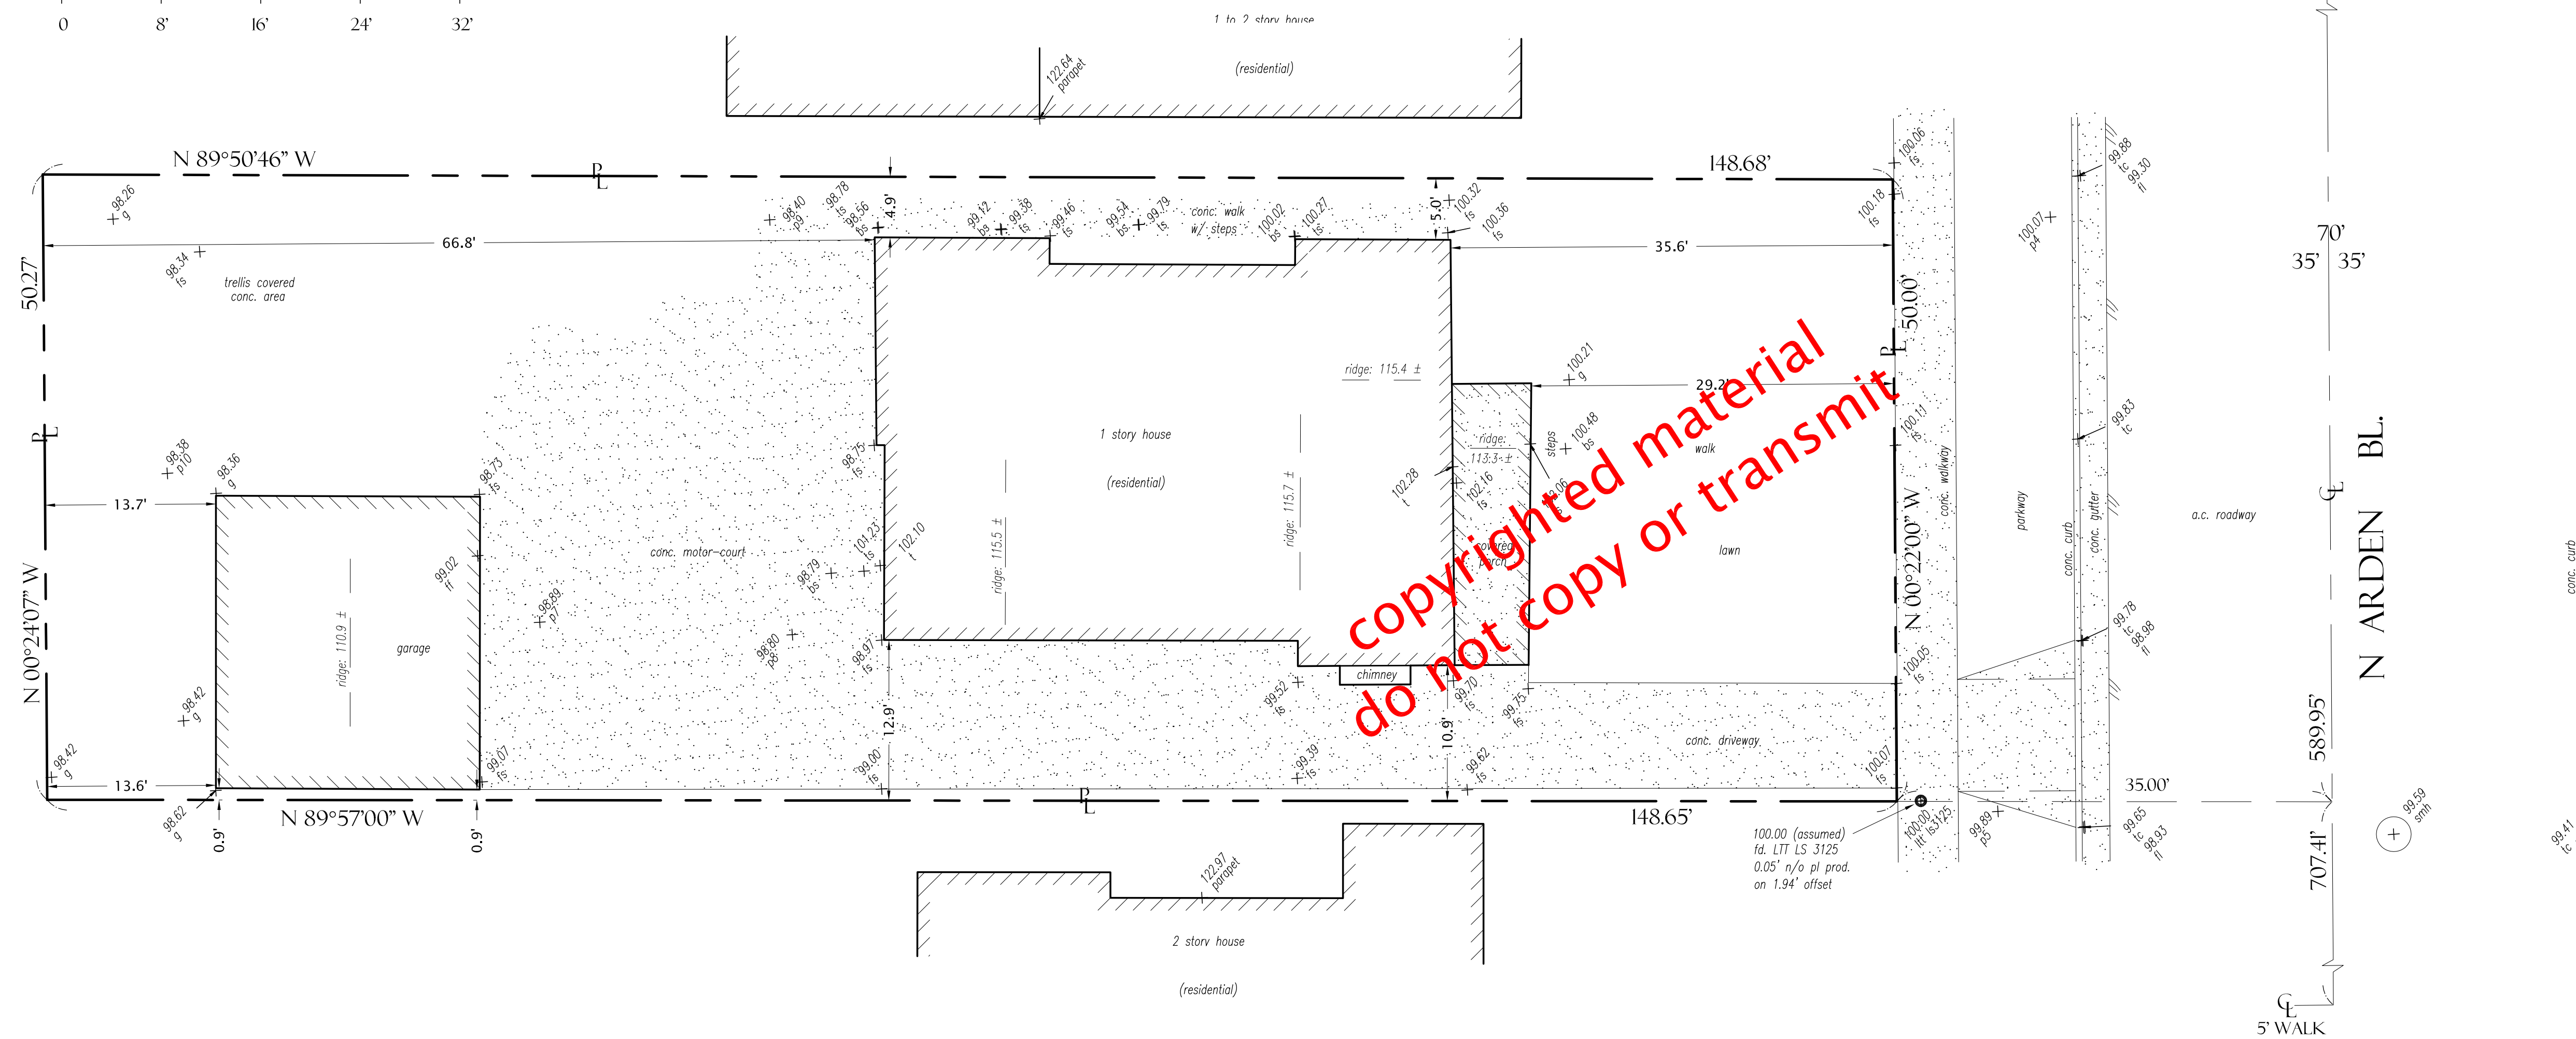 0 8' 16' 24' 32'
1 to 2 story house
(residential)
122.64
parapet
N 89°50'46" W
PL
148.68'
98.26
g
98.34
fs
trellis covered
conc. area
66.8'
50.27'
98.40
p9
98.78
ts
98.56
bs
4.9'
99.12
bs
99.38
ts
99.46
fs
99.54
bs
99.79
ts
conc. walk
w/ steps
100.02
bs
100.27
ts
5.0'
100.32
fs
100.36
fs
35.6'
100.18
fs
100.06
fs
99.88
tc
99.30
fl
100.07
p4
70'
35' 35'
50.00'
PL
ridge: 115.4 ±
100.21
g
29.2'
PL
98.38
p10
98.36
g
98.73
fs
98.75
fs
1 story house
(residential)
ridge:
113.3 ±
steps
100.48
bs
walk
100.11
fs
99.83
tc
conc. walkway
parkway
conc. curb
conc. gutter
a.c. roadway
CL
N ARDEN BL.
conc. curb
13.7'
ridge: 115.5 ±
ridge: 115.7 ±
102.28
t
102.16
fs
covered
porch
lawn
N 00°22'00" W
N 00°24'07" W
99.02
ff
conc. motor-court
98.79
bs
101.23
ts
102.10
t
98.89
p7
98.80
p8
98.97
fs
ridge: 110.9 ±
garage
98.42
g
98.42
g
13.6'
98.62
g
0.9'
0.9'
99.07
fs
99.00
fs
12.9'
99.52
fs
chimney
99.70
fs
99.75
fs
99.39
fs
10.9'
99.62
fs
conc. driveway
100.05
fs
100.07
fs
99.78
tc
98.98
fl
589.95'
35.00'
N 89°57'00" W
PL
148.65'
100.00 (assumed)
fd. LTT LS 3125
0.05' n/o pl prod.
on 1.94' offset
100.00
ltt ls3125
99.89
p5
99.65
tc
98.93
fl
707.41'
99.59
smh
99.41
tc
122.97
parapet
2 story house
(residential)
CL
5' WALK
copyrighted material
do not copy or transmit